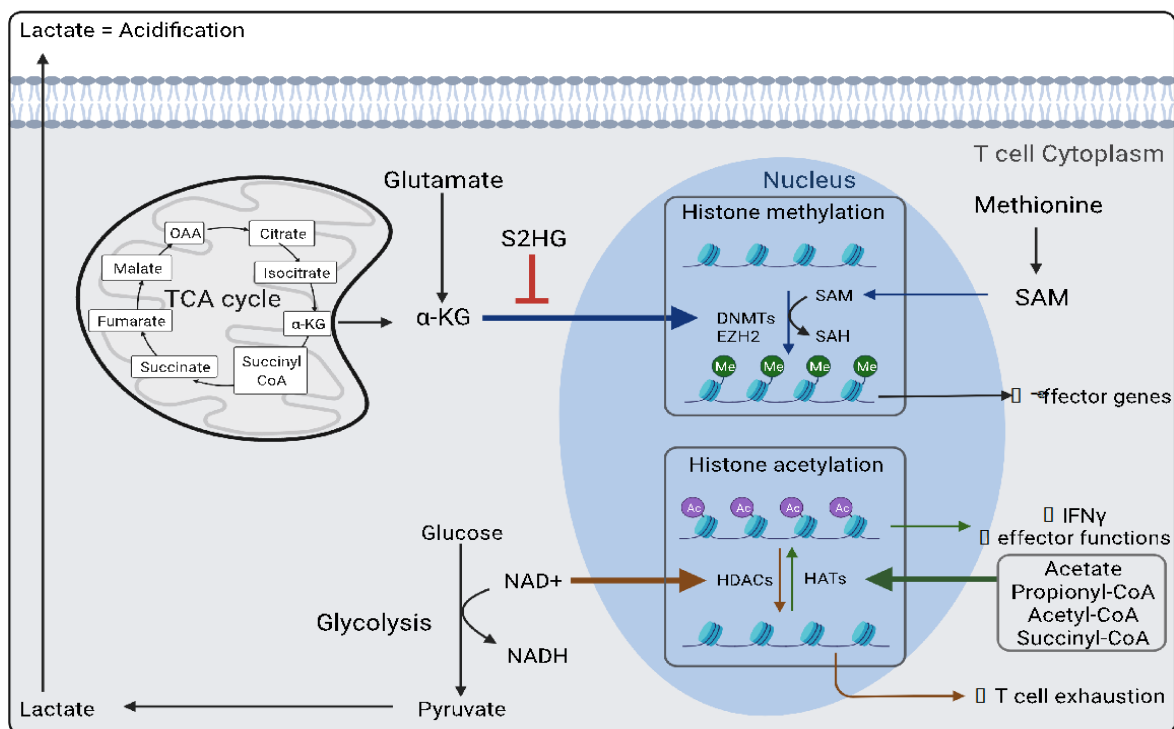 Lactate = Acidification
T cell Cytoplasm
Glutamate
Nucleus
Histone methylation
Methionine
S2HG
OAA
Citrate
Malate
Isocitrate
TCA cycle
Fumarate
α-KG
α-KG
Succinyl
CoA
Succinate
SAM
SAM
DNMTs
EZH2
SAH
Me
Me
Me
Me
effector genes
Histone acetylation
Ac
Ac
Ac
Ac
IFNγ
effector functions
Glucose
NAD+
HDACs
HATs
Acetate
Propionyl-CoA
Acetyl-CoA
Succinyl-CoA
Glycolysis
NADH
T cell exhaustion
Lactate
Pyruvate